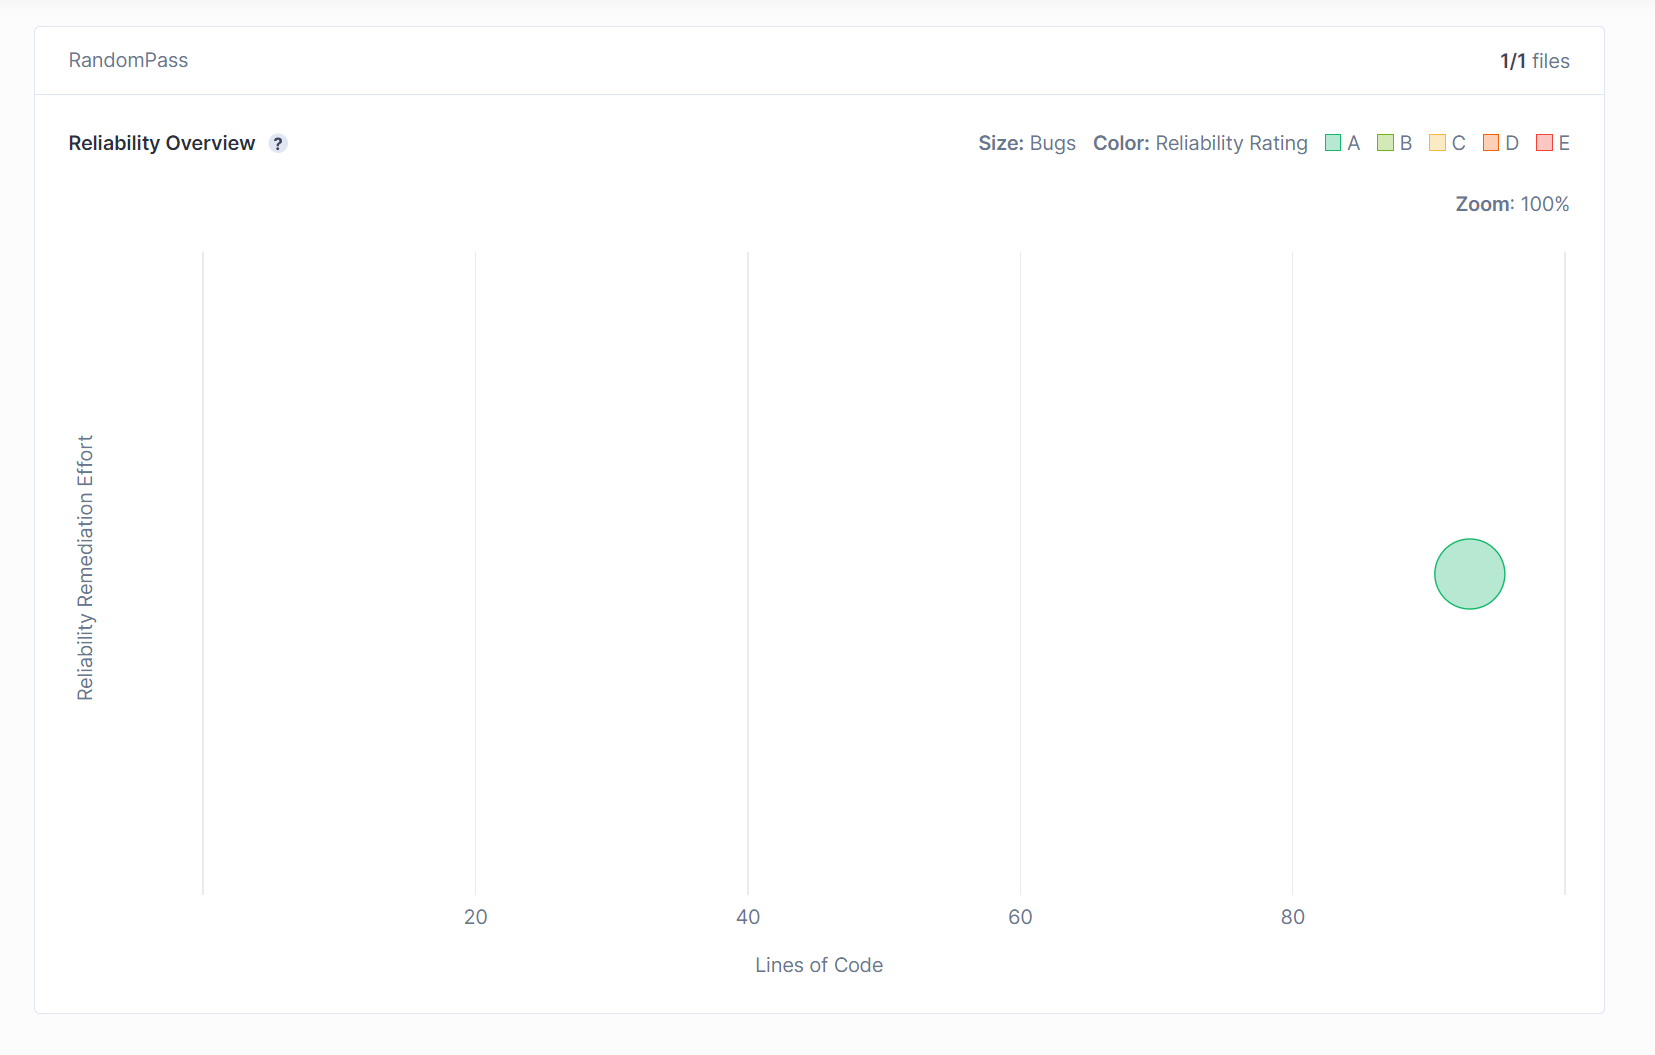 RandomPass
1/1 files
Reliability Overview ?
Size: Bugs Color: Reliability Rating A B C D E
Zoom: 100%
Reliability Remediation Effort
20 40 60 80
Lines of Code